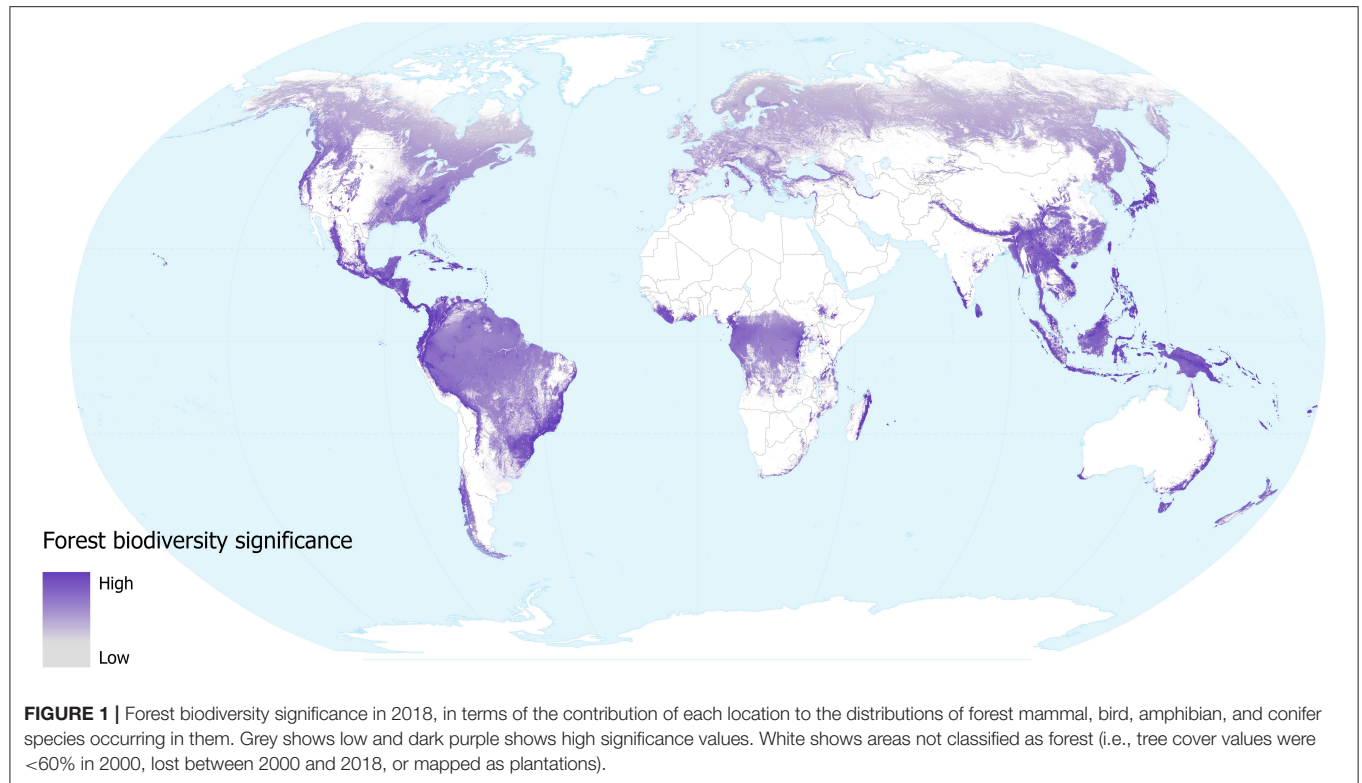 Forest biodiversity significance
High
Low
FIGURE 1 | Forest biodiversity significance in 2018, in terms of the contribution of each location to the distributions of forest mammal, bird, amphibian, and conifer
species occurring in them. Grey shows low and dark purple shows high significance values. White shows areas not classified as forest (i.e., tree cover values were
<60% in 2000, lost between 2000 and 2018, or mapped as plantations).